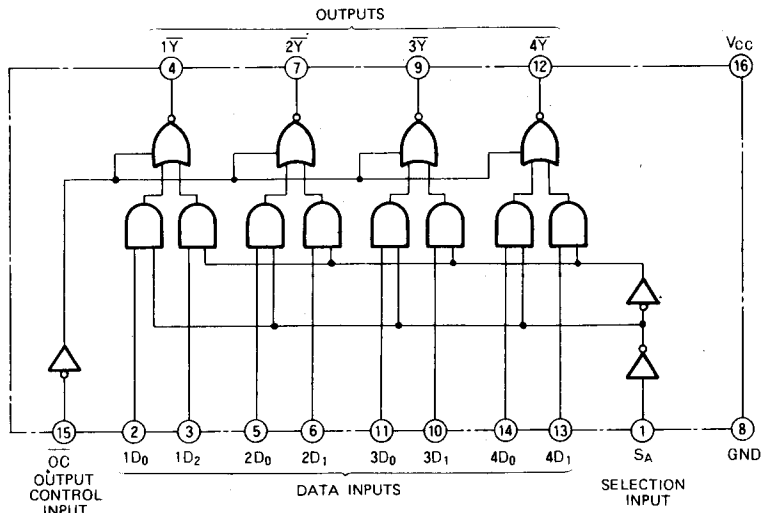 OUTPUTS
1Y̅ 2Y̅ 3Y̅ 4Y̅ VCC
4 7 9 12 16
15 2 3 5 6 11 10 14 13 1 8
O̅C̅ 1D0 1D2 2D0 2D1 3D0 3D1 4D0 4D1 SA GND
OUTPUT
CONTROL
INPUT
DATA INPUTS
SELECTION
INPUT